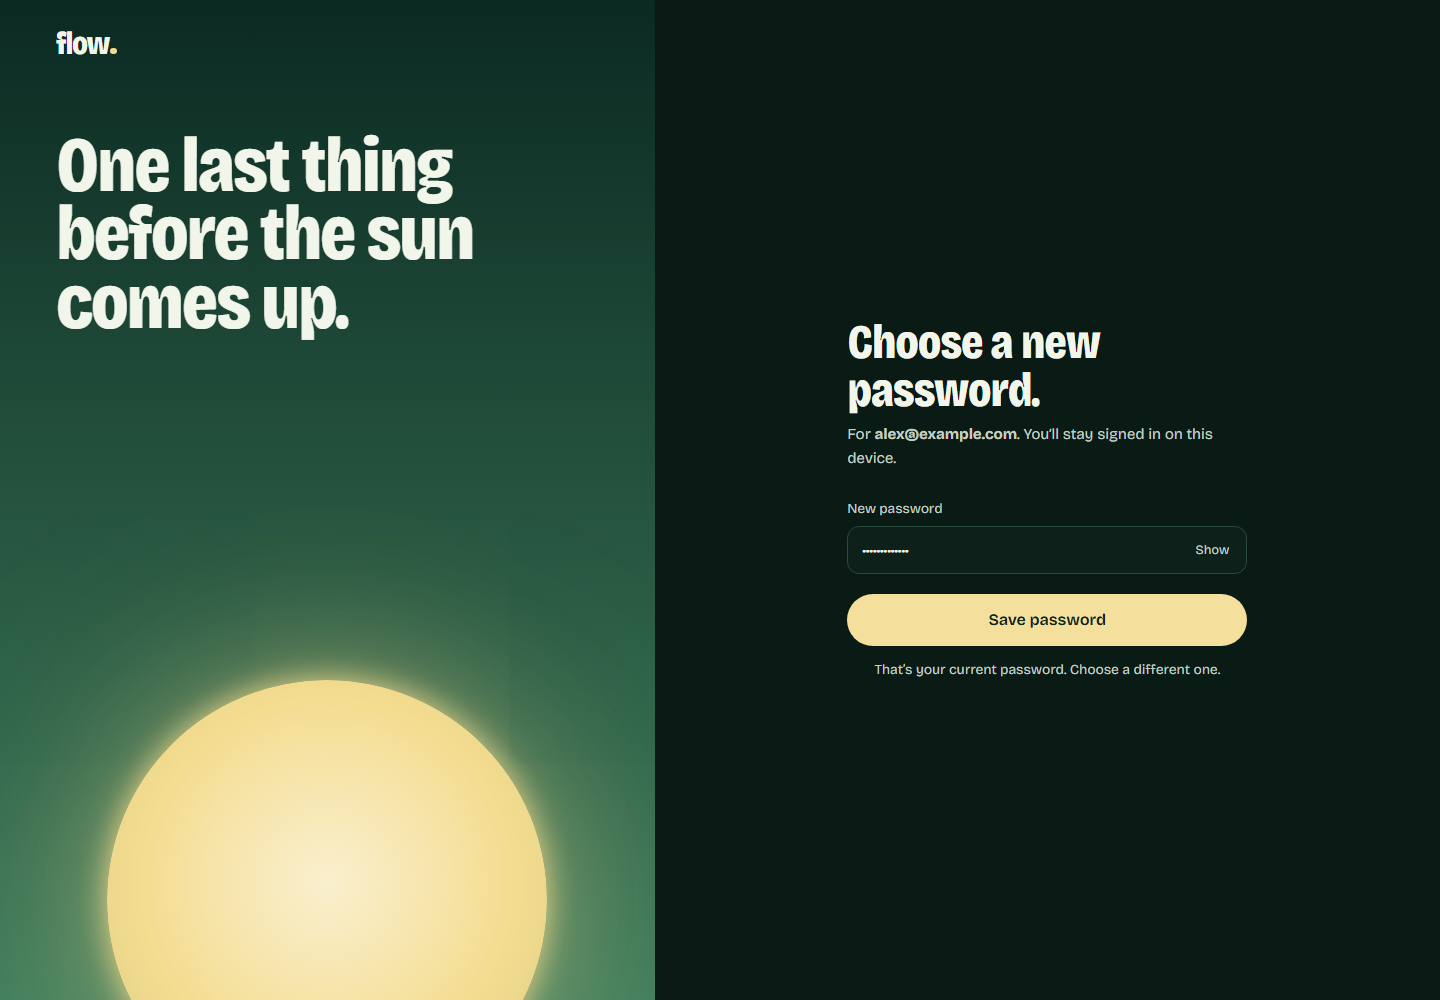 flow.
One last thing
before the sun
comes up.
Choose a new
password.
For alex@example.com. You’ll stay signed in on this
device.
New password
•••••••••••••
Show
Save password
That’s your current password. Choose a different one.